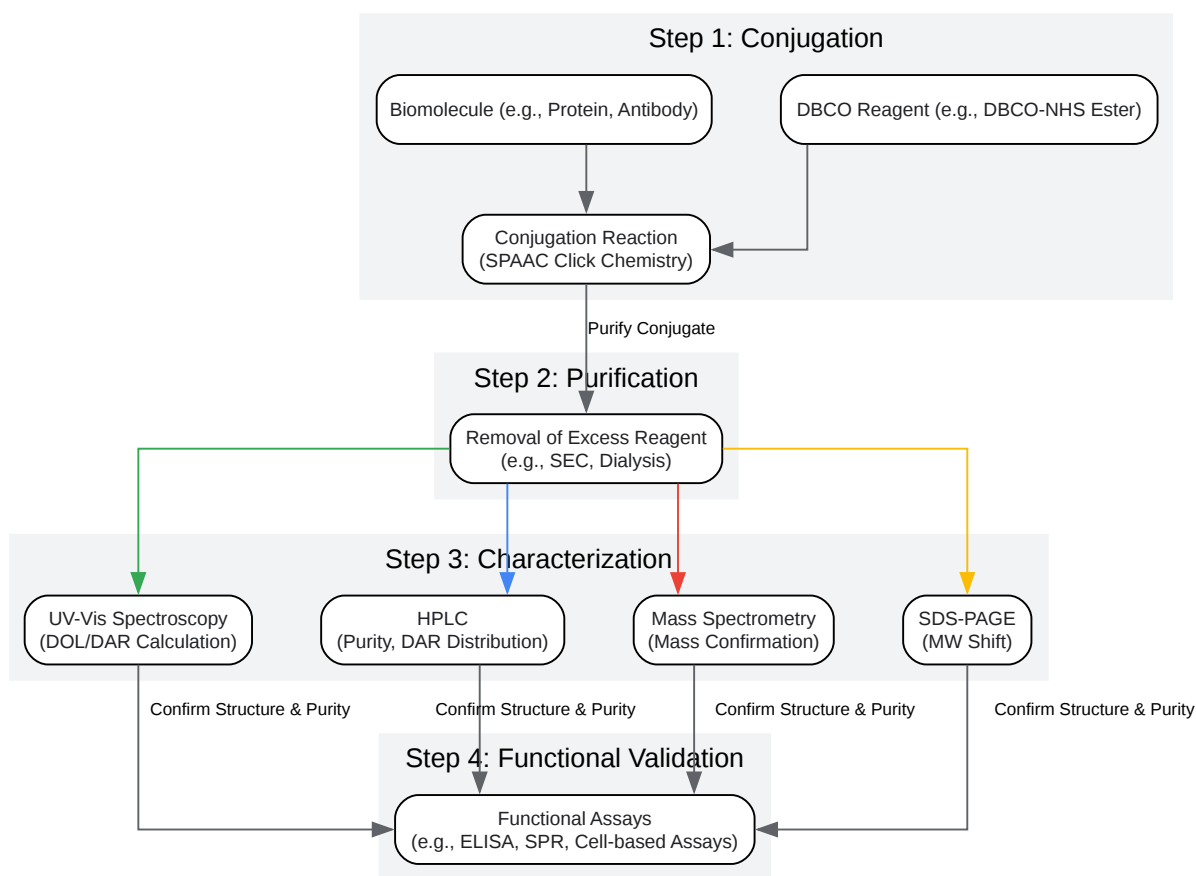 Step 1: Conjugation
Biomolecule (e.g., Protein, Antibody)
DBCO Reagent (e.g., DBCO-NHS Ester)
Conjugation Reaction
(SPAAC Click Chemistry)
Purify Conjugate
Step 2: Purification
Removal of Excess Reagent
(e.g., SEC, Dialysis)
Step 3: Characterization
UV-Vis Spectroscopy
(DOL/DAR Calculation)
HPLC
(Purity, DAR Distribution)
Mass Spectrometry
(Mass Confirmation)
SDS-PAGE
(MW Shift)
Confirm Structure & Purity
Confirm Structure & Purity
Confirm Structure & Purity
Confirm Structure & Purity
Step 4: Functional Validation
Functional Assays
(e.g., ELISA, SPR, Cell-based Assays)